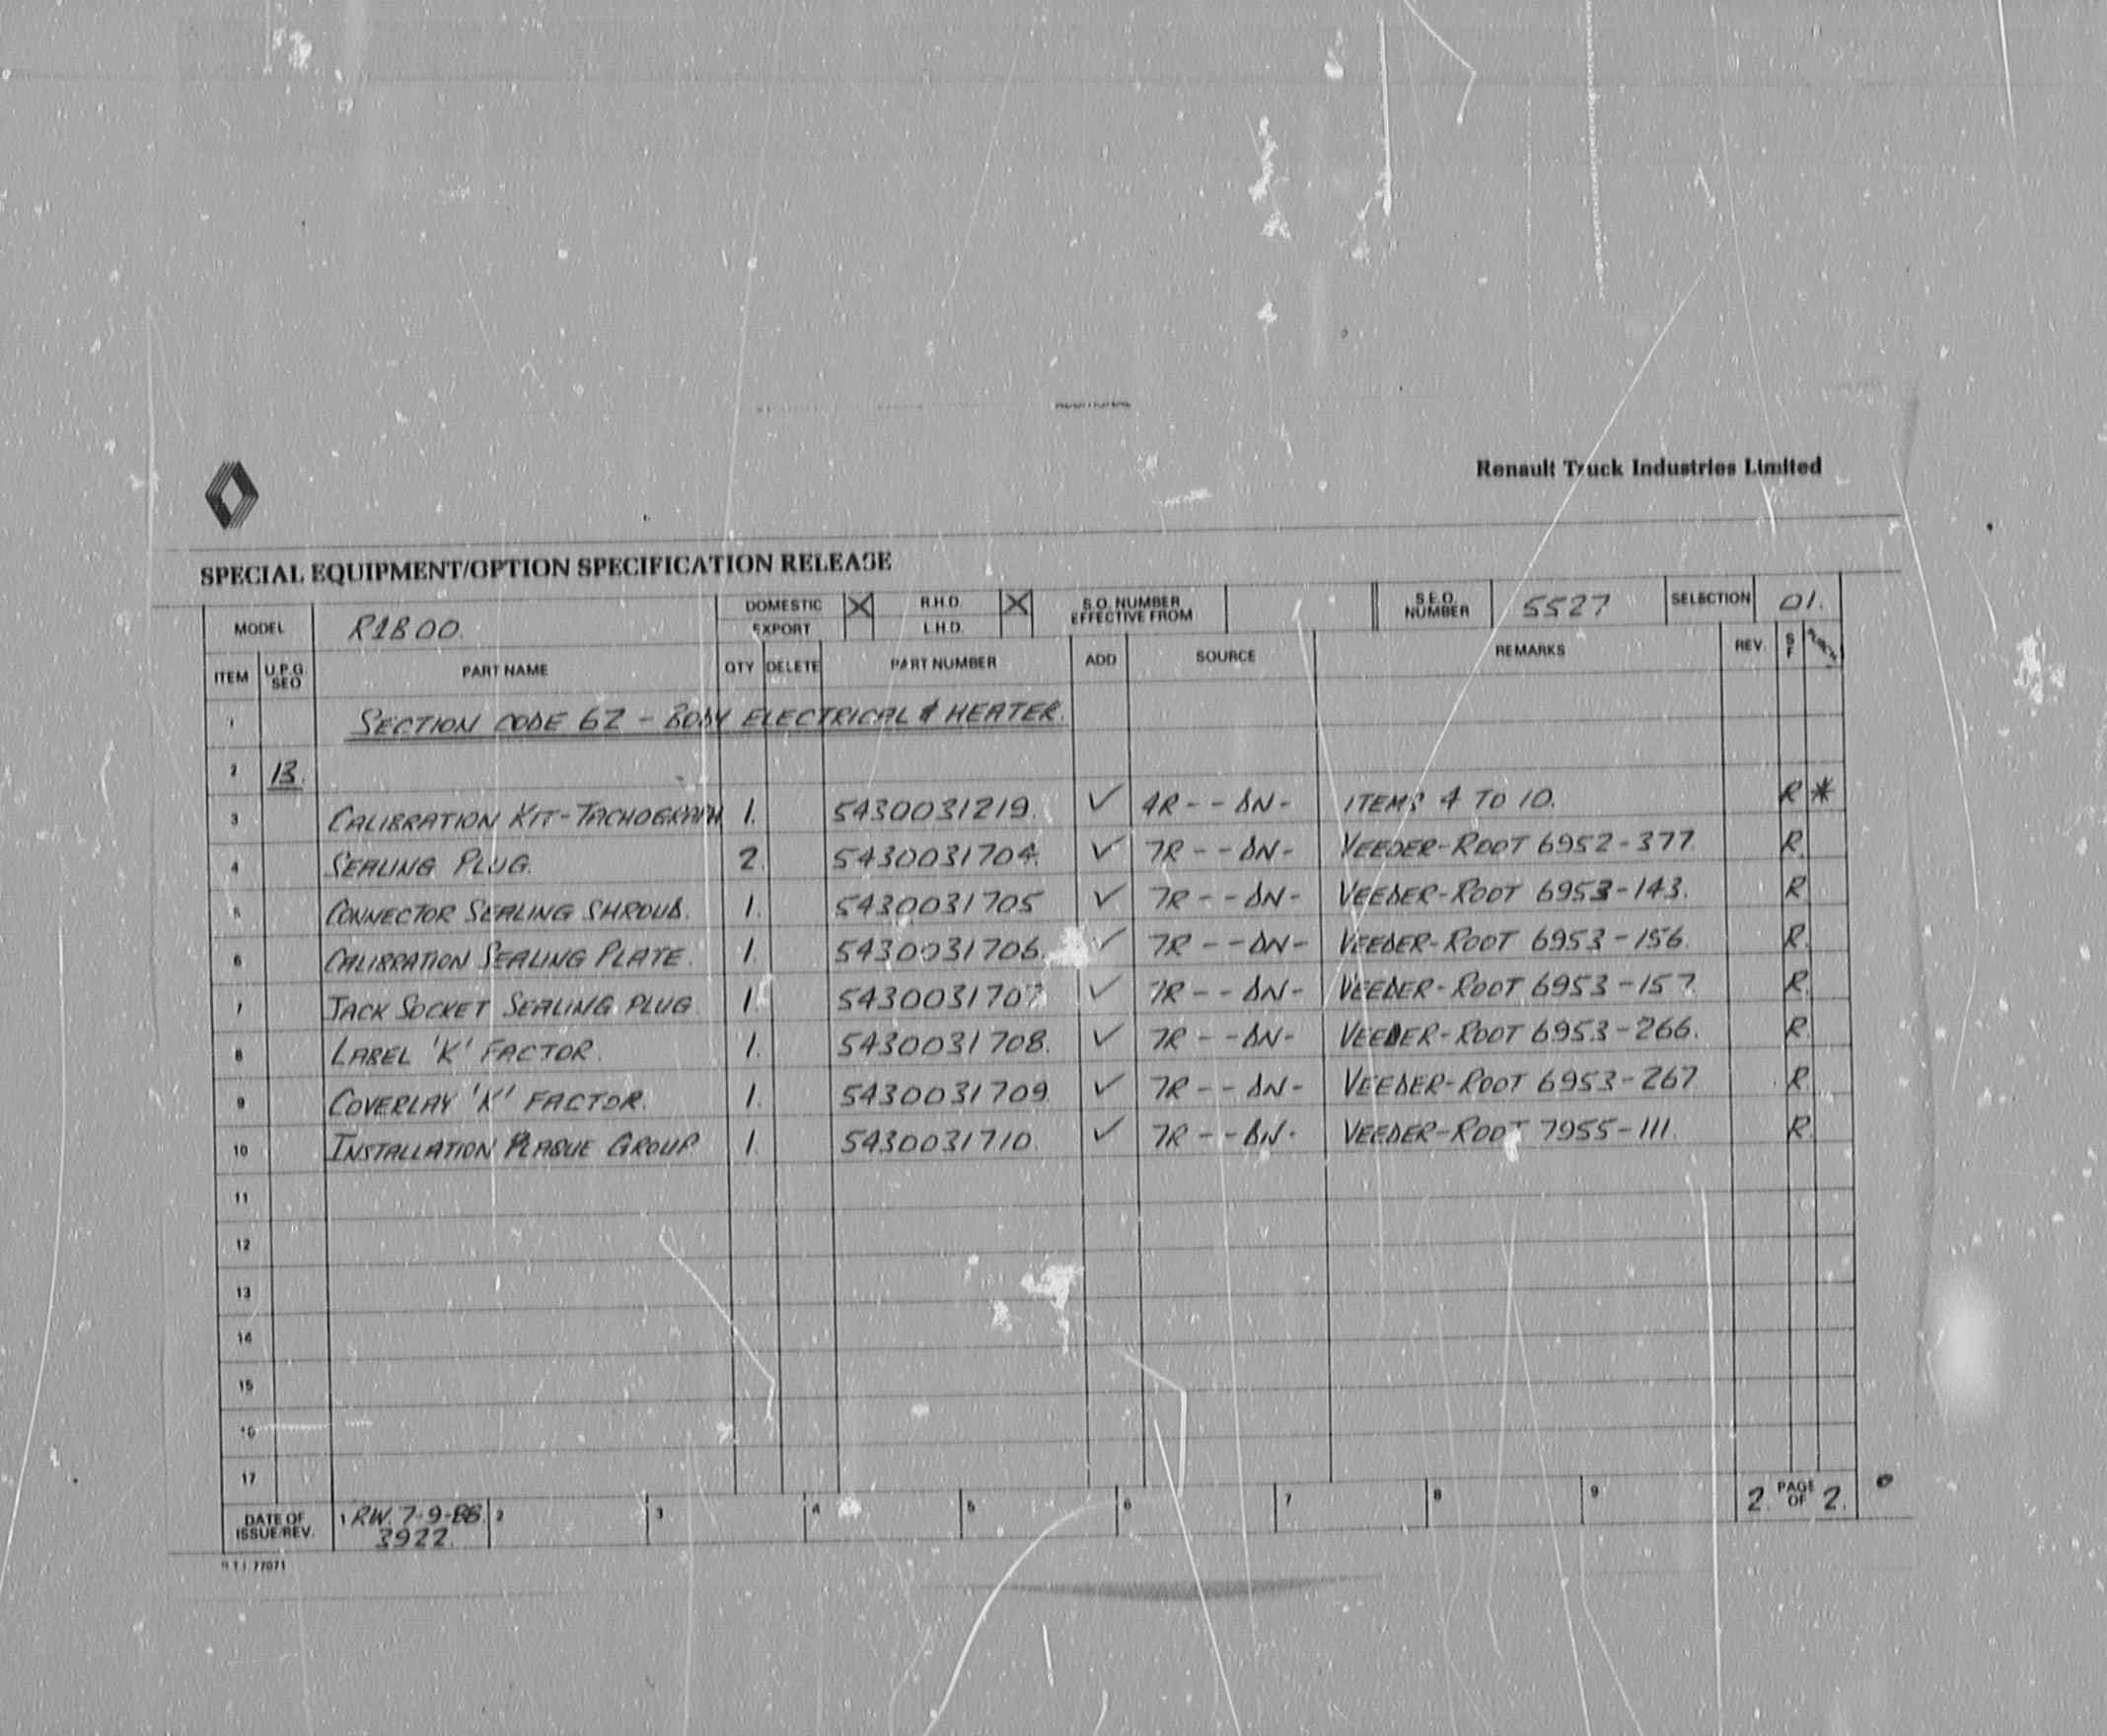 Renault Truck Industries Limited
SPECIAL EQUIPMENT/OPTION SPECIFICATION RELEASE
MODEL R1800. DOMESTIC X R.H.D. X S.O. NUMBER EFFECTIVE FROM S.E.O. NUMBER 5527 SELECTION 01.
EXPORT L.H.D.
ITEM U.P.G. SEQ PART NAME QTY DELETE PART NUMBER ADD SOURCE REMARKS REV. S F
1 SECTION CODE 62 - BODY ELECTRICAL & HEATER.
2 13.
3 CALIBRATION KIT-TACHOGRAPH 1. 5430031219. ✓ 4R--DN- ITEMS 4 TO 10. R *
4 SEALING PLUG. 2. 5430031704. ✓ 7R--DN- VEEDER-ROOT 6952-377. R.
5 CONNECTOR SEALING SHROUD. 1. 5430031705 ✓ 7R--DN- VEEDER-ROOT 6953-143. R
6 CALIBRATION SEALING PLATE. 1. 5430031706. ✓ 7R--DN- VEEDER-ROOT 6953-156. R.
7 JACK SOCKET SEALING PLUG 1. 5430031707 ✓ 7R--DN- VEEDER-ROOT 6953-157. R.
8 LABEL 'K' FACTOR. 1. 5430031708. ✓ 7R--DN- VEEDER-ROOT 6953-266. R.
9 COVERLAY 'K' FACTOR. 1. 5430031709. ✓ 7R--DN- VEEDER-ROOT 6953-267 R.
10 INSTALLATION PLAQUE GROUP 1. 5430031710. ✓ 7R--DN- VEEDER-ROOT 7955-111. R.
11
12
13
14
15
16
17
DATE OF ISSUE/REV. 1 RW. 7-9-88. 2 3 4 5 6 7 8 9 2. PAGE OF 2.
3922.
R T I 77071